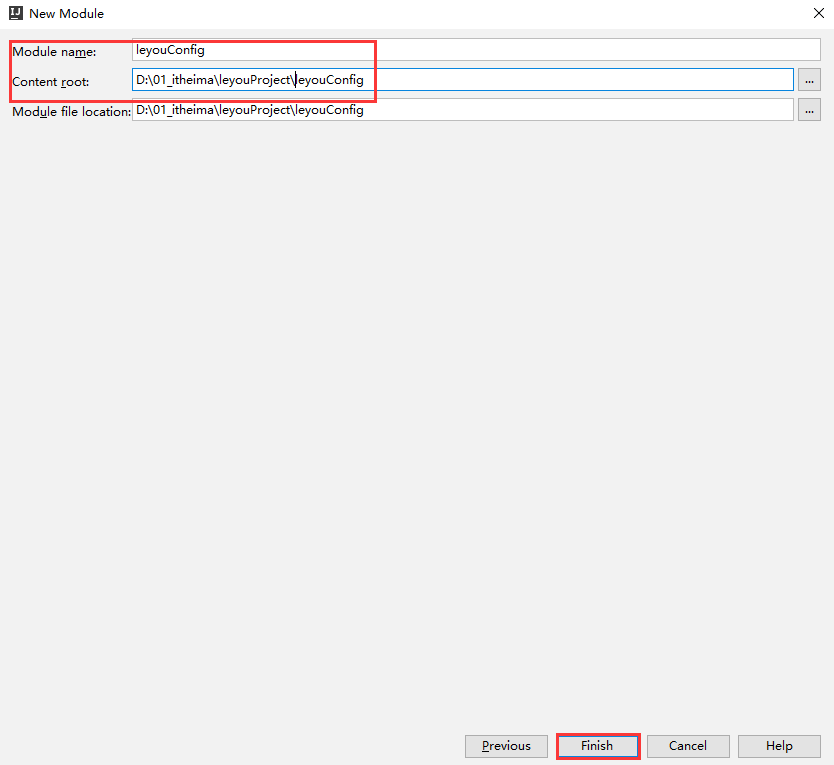 IJ New Module
Module name: leyouConfig
Content root: D:\01_itheima\leyouProject\leyouConfig ...
Module file location: D:\01_itheima\leyouProject\leyouConfig ...
Previous Finish Cancel Help